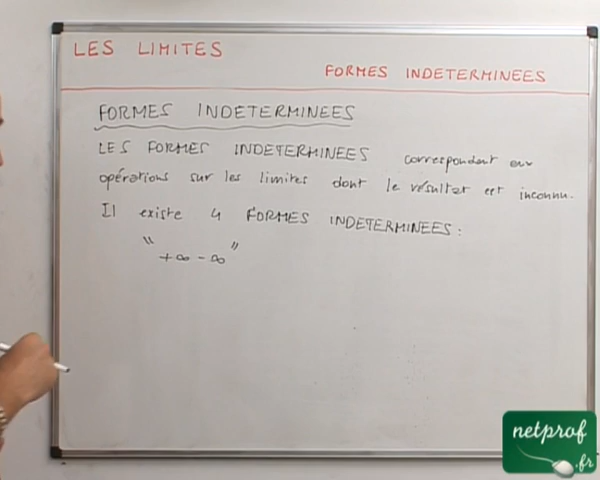 LES LIMITES
FORMES INDETERMINEES
FORMES INDETERMINEES
LES FORMES INDETERMINEES correspondent aux
opérations sur les limites dont le résultat est inconnu.
Il existe 4 FORMES INDETERMINEES :
"+∞ - ∞"
netprof
.fr